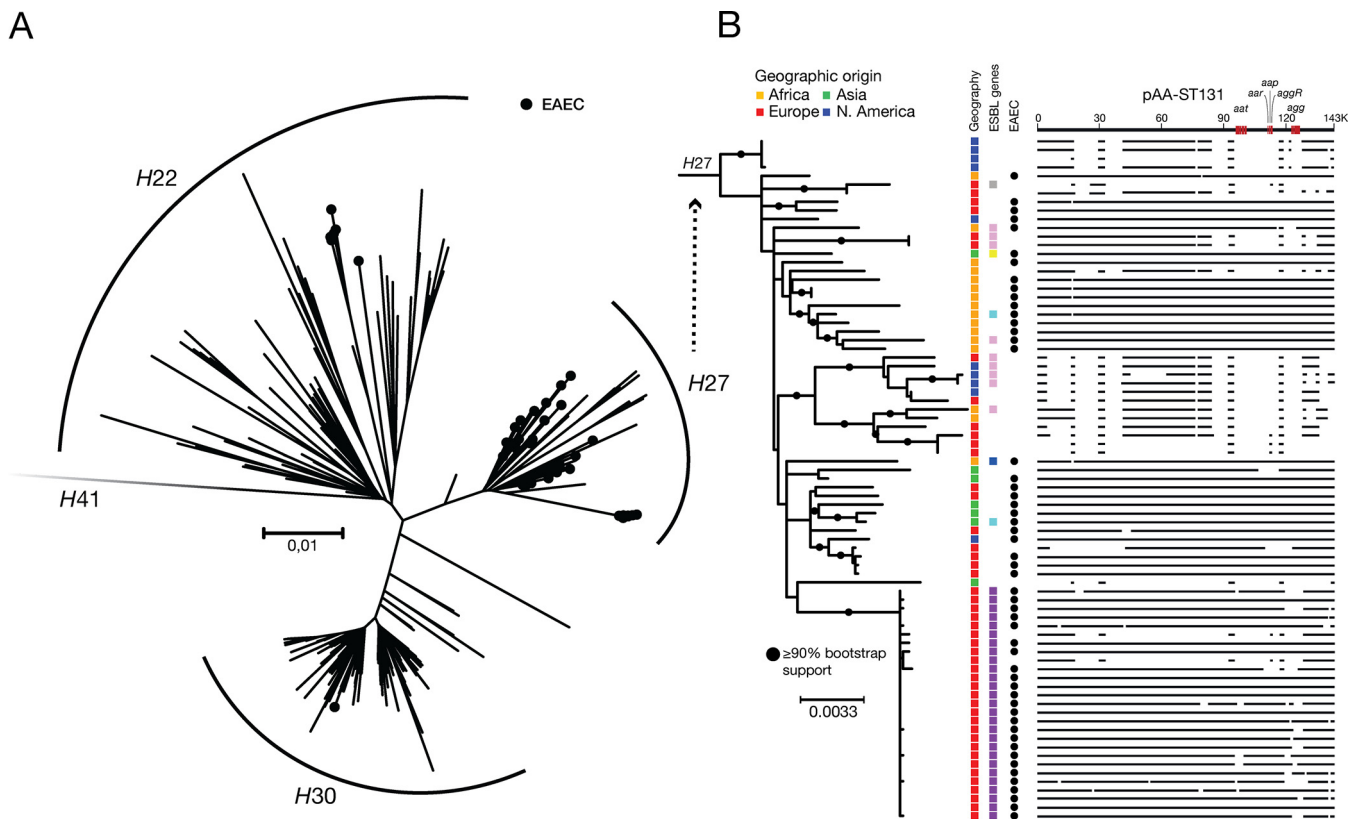 A
EAEC
H22
H27
H41
0,01
H30
B
Geographic origin
Africa
Asia
Europe
N. America
Geography
ESBL genes
EAEC
pAA-ST131
aat
aar
aap
aggR
agg
0
30
60
90
120
143K
H27
≥90% bootstrap
support
0.0033